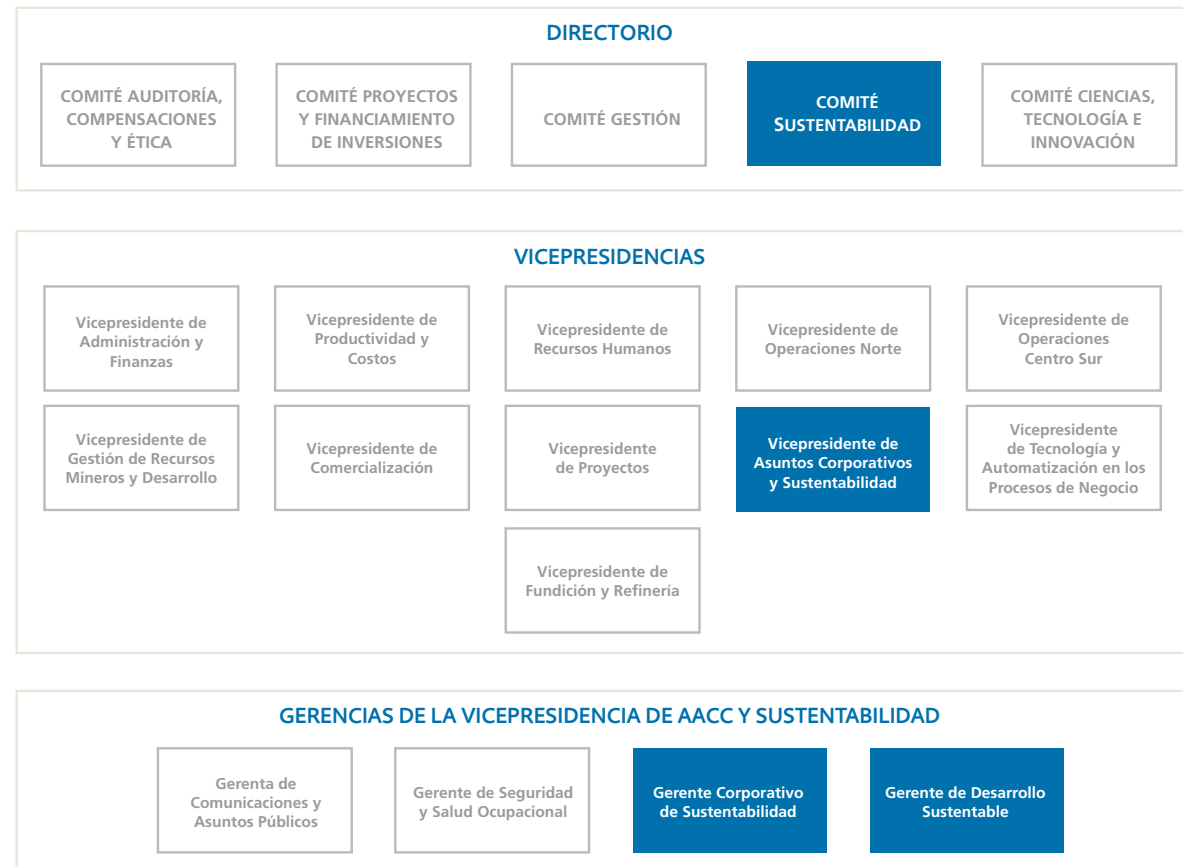 DIRECTORIO
COMITÉ AUDITORÍA,
COMPENSACIONES
Y ÉTICA
COMITÉ PROYECTOS
Y FINANCIAMIENTO
DE INVERSIONES
COMITÉ GESTIÓN
COMITÉ
SUSTENTABILIDAD
COMITÉ CIENCIAS,
TECNOLOGÍA E
INNOVACIÓN
VICEPRESIDENCIAS
Vicepresidente de
Administración y
Finanzas
Vicepresidente de
Productividad y
Costos
Vicepresidente de
Recursos Humanos
Vicepresidente de
Operaciones Norte
Vicepresidente de
Operaciones
Centro Sur
Vicepresidente de
Gestión de Recursos
Mineros y Desarrollo
Vicepresidente de
Comercialización
Vicepresidente
de Proyectos
Vicepresidente de
Asuntos Corporativos
y Sustentabilidad
Vicepresidente
de Tecnología y
Automatización en los
Procesos de Negocio
Vicepresidente de
Fundición y Refinería
GERENCIAS DE LA VICEPRESIDENCIA DE AACC Y SUSTENTABILIDAD
Gerenta de
Comunicaciones y
Asuntos Públicos
Gerente de Seguridad
y Salud Ocupacional
Gerente Corporativo
de Sustentabilidad
Gerente de Desarrollo
Sustentable